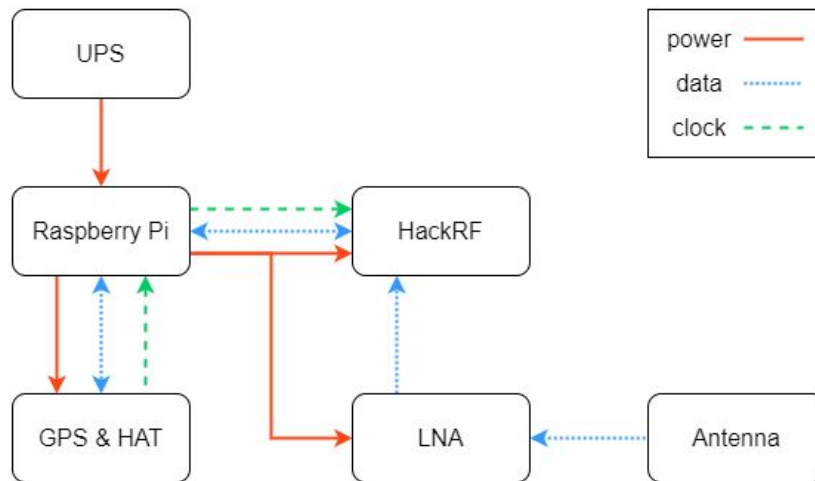 UPS
power
data
clock
Raspberry Pi
HackRF
GPS & HAT
LNA
Antenna